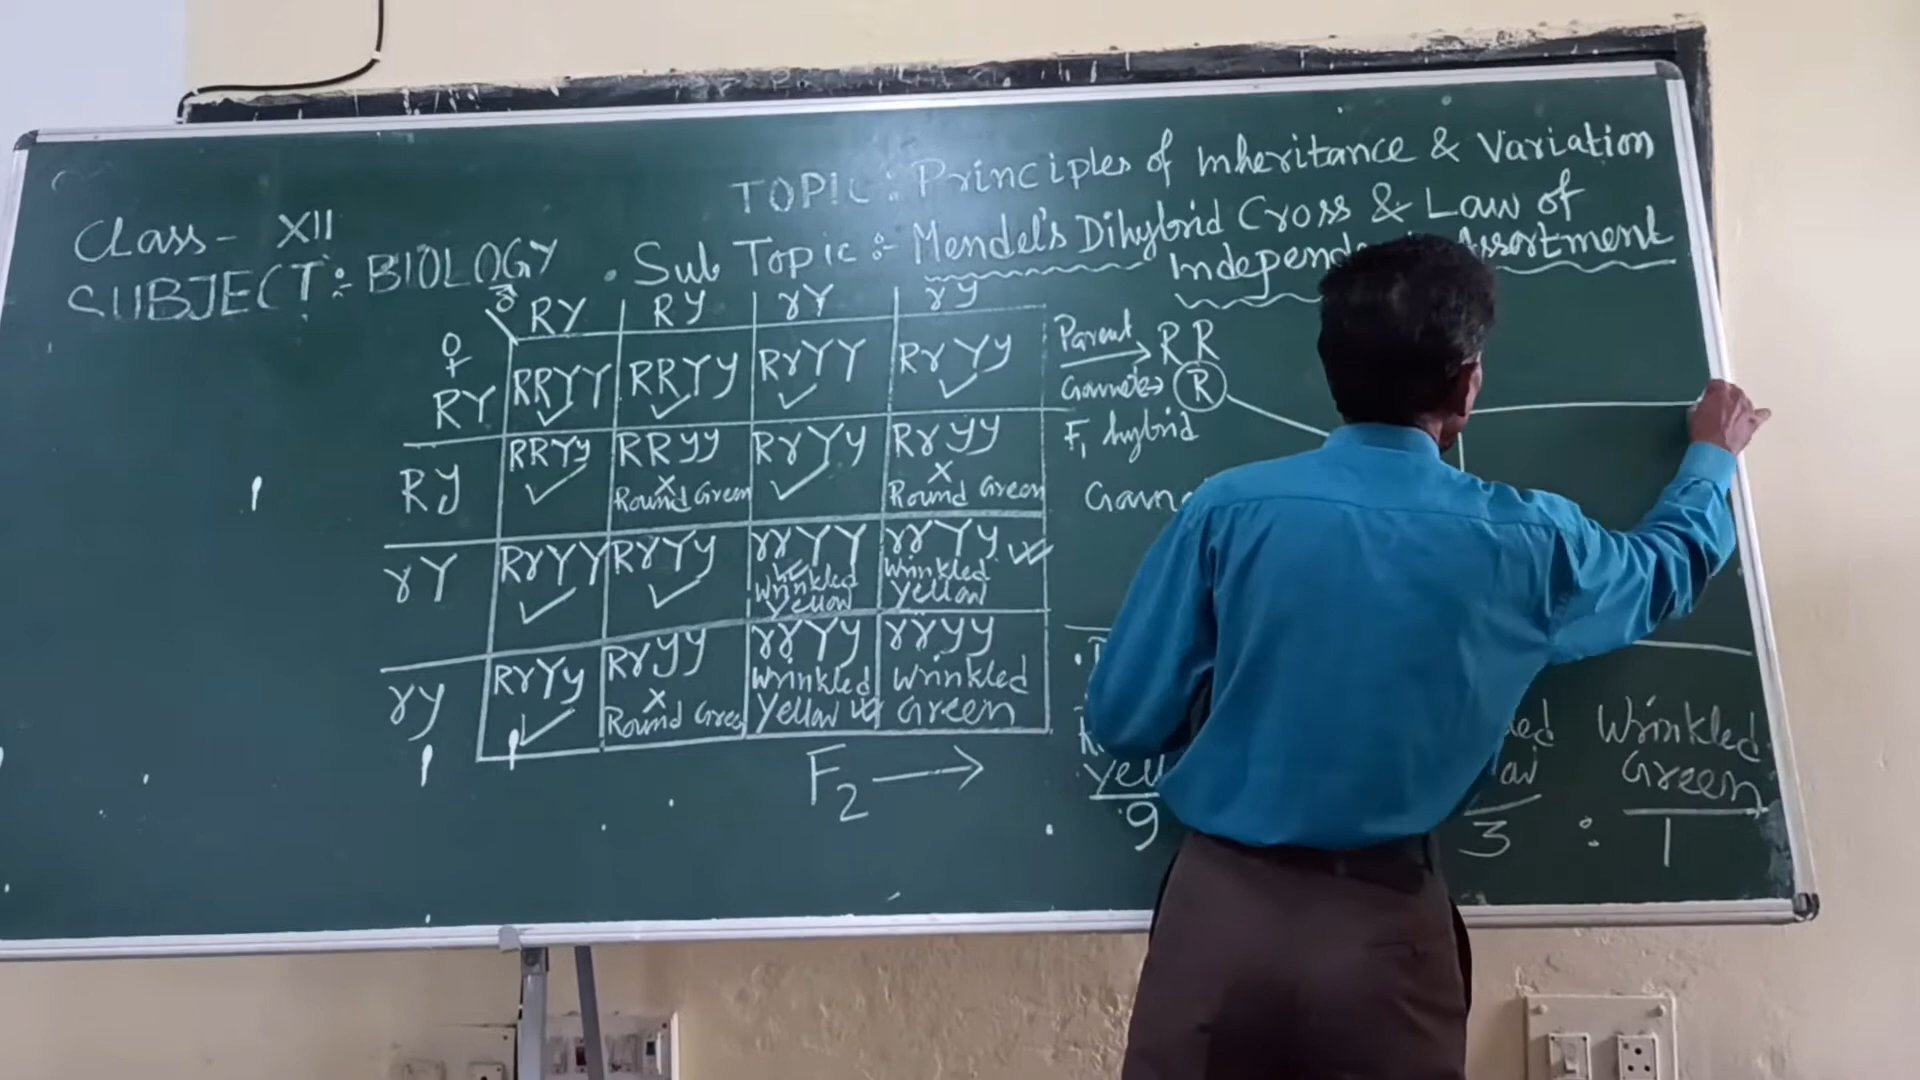 TOPIC: Principles of Inheritance & Variation
Class- XII
SUBJECT:- BIOLOGY
. Sub Topic:- Mendel's Dihybrid Cross & Law of
Assortment
♂ RY Ry rY ry
♀
RY RRYY ✓ RRYy ✓ RrYY ✓ RrYy ✓
Ry RRYy ✓ RRyy X Round Green RrYy ✓ Rryy X Round Green
rY RrYY ✓ RrYy ✓ rrYY Wrinkled Yellow rrYy Wrinkled Yellow
ry RrYy ✓ Rryy X Round Green rrYy Wrinkled Yellow rryy Wrinkled Green
F2 →
Parent → RR
Gamete → R
F1 hybrid
Wrinkled
Green
9 3 : 1